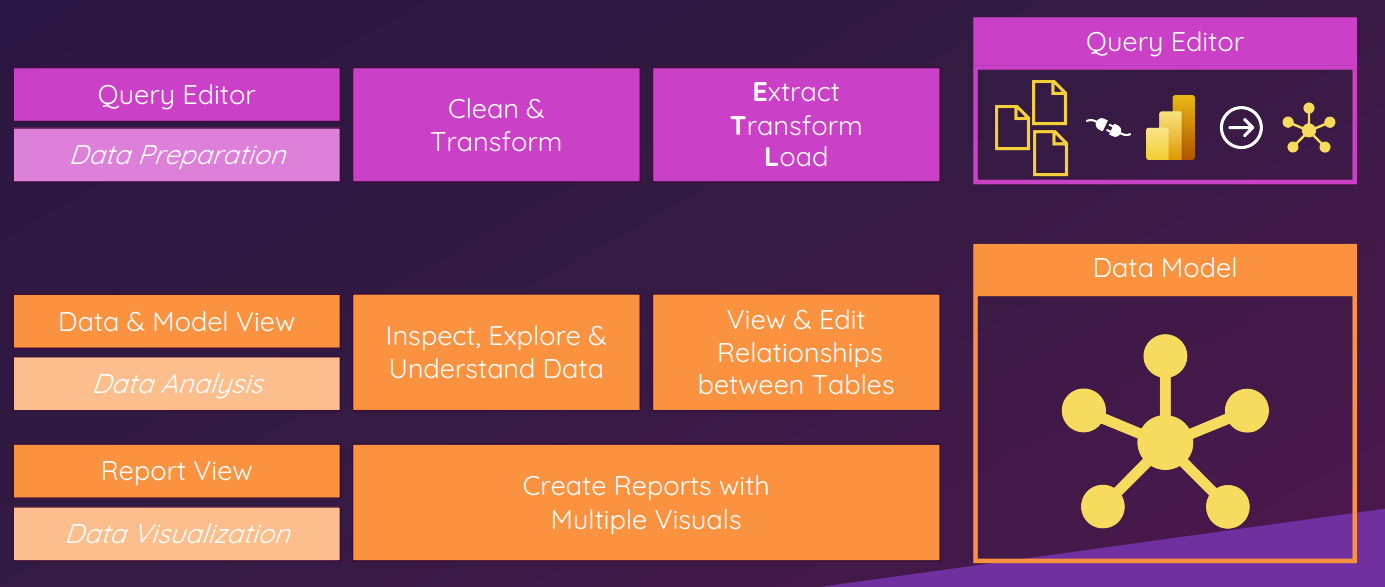 Query Editor
Data Preparation
Clean &
Transform
Extract
Transform
Load
Query Editor
Data & Model View
Data Analysis
Inspect, Explore &
Understand Data
View & Edit
Relationships
between Tables
Data Model
Report View
Data Visualization
Create Reports with
Multiple Visuals